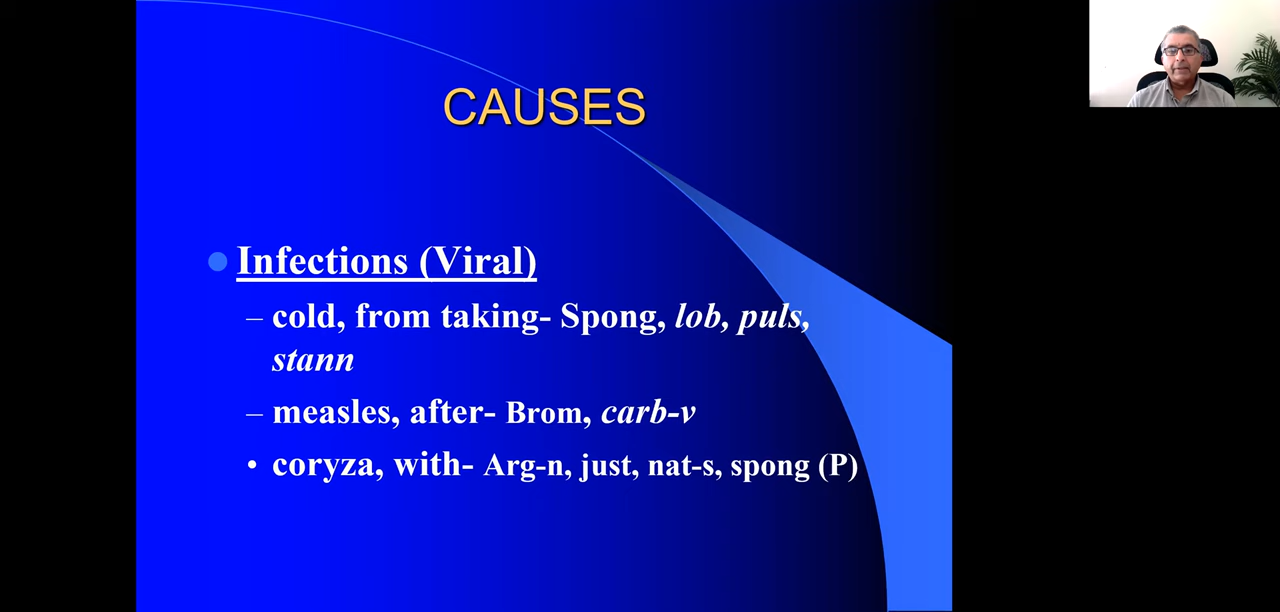 CAUSES
Infections (Viral)
– cold, from taking- Spong, lob, puls,
stann
– measles, after- Brom, carb-v
• coryza, with- Arg-n, just, nat-s, spong (P)